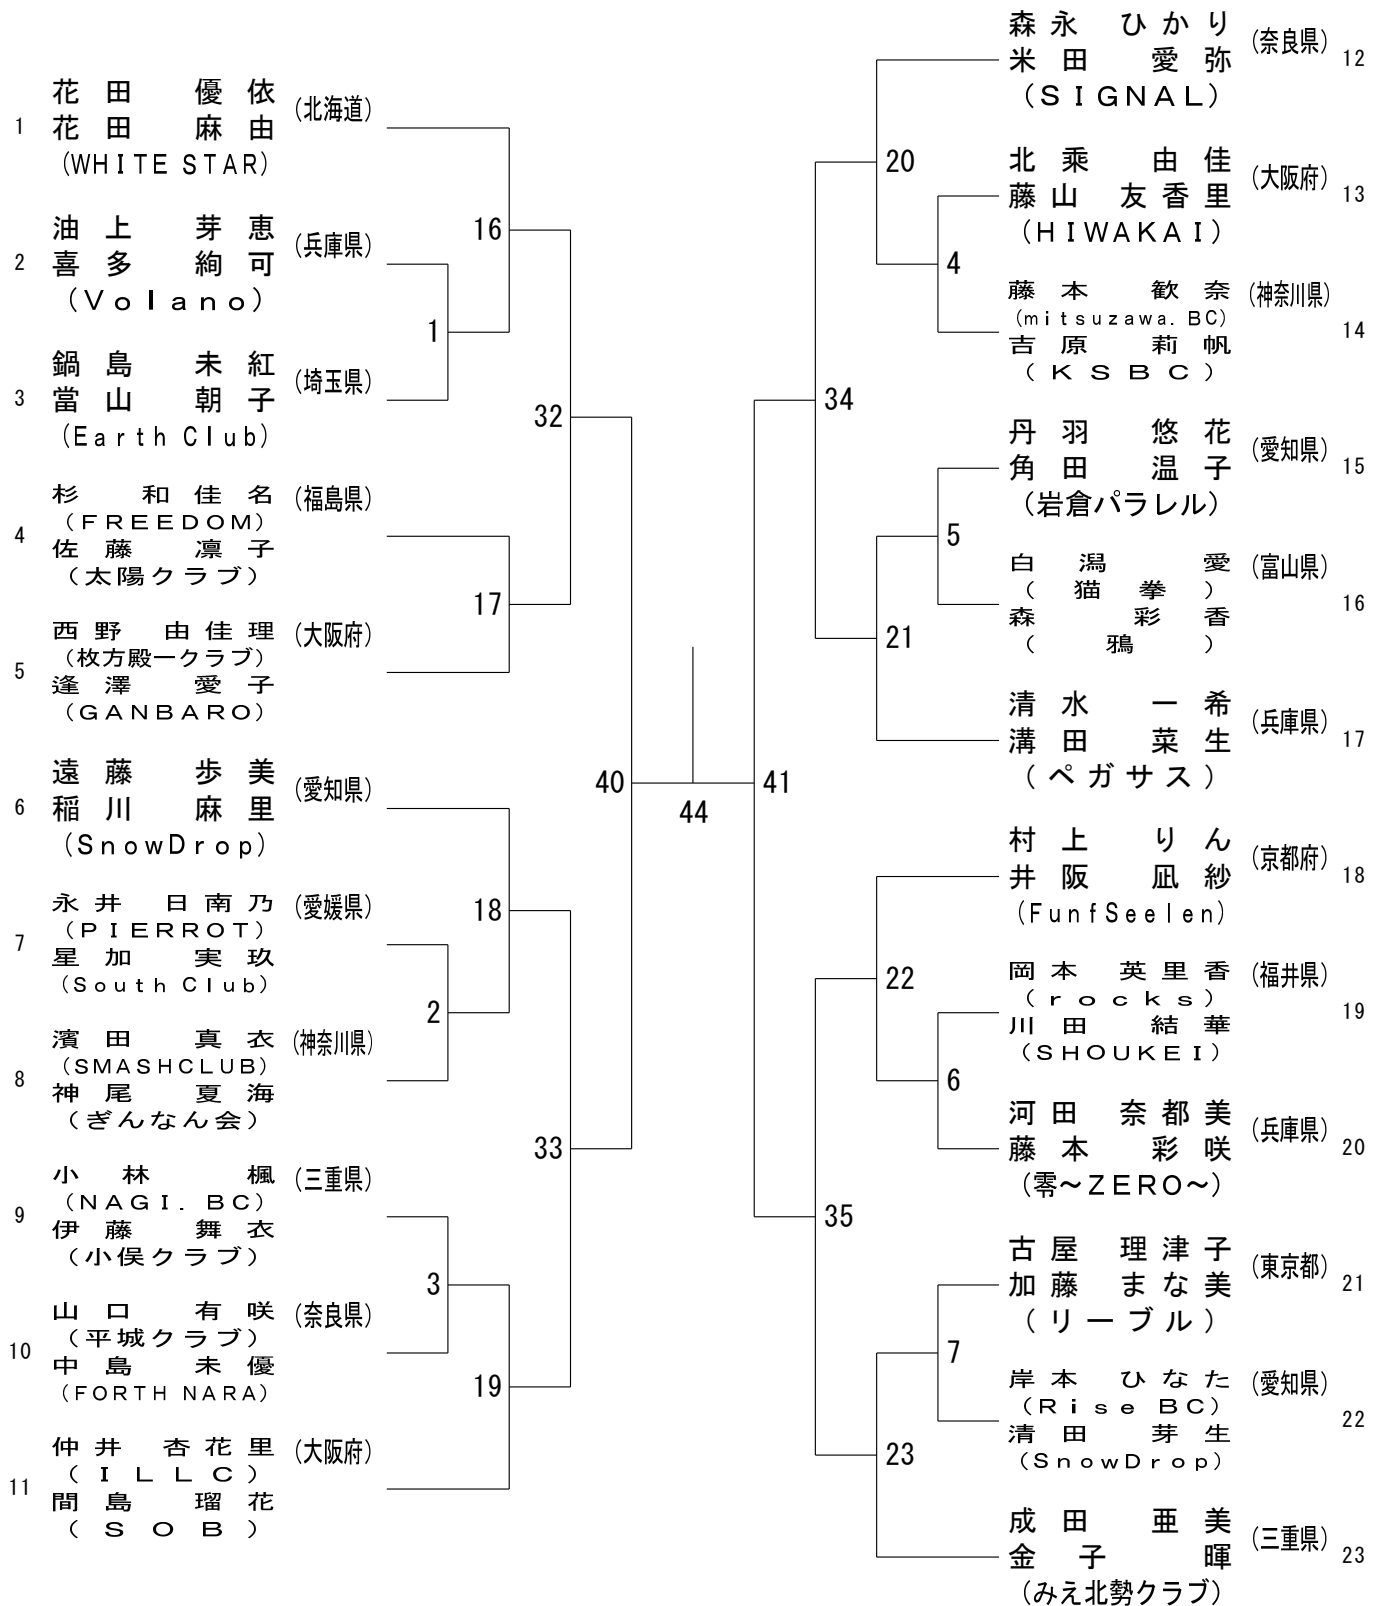 1
花田 優依
花田 麻由
(WHITE STAR)
(北海道)
2
油上 芽恵
喜多 絢可
(Volano)
(兵庫県)
3
鍋島 未紅
當山 朝子
(Earth Club)
(埼玉県)
4
杉 和佳名
(FREEDOM)
佐藤 凛子
(太陽クラブ)
(福島県)
5
西野 由佳理
(枚方殿一クラブ)
逢澤 愛子
(GANBARO)
(大阪府)
6
遠藤 歩美
稲川 麻里
(SnowDrop)
(愛知県)
7
永井 日南乃
(PIERROT)
星加 実玖
(South Club)
(愛媛県)
8
濱田 真衣
(SMASHCLUB)
神尾 夏海
(ぎんなん会)
(神奈川県)
9
小林 楓
(NAGI. BC)
伊藤 舞衣
(小俣クラブ)
(三重県)
10
山口 有咲
(平城クラブ)
中島 未優
(FORTH NARA)
(奈良県)
11
仲井 杏花里
(ILLC)
間島 瑠花
(SOB)
(大阪府)
16
1
32
17
40
18
2
33
3
19
44
41
20
4
34
5
21
22
6
35
7
23
森永 ひかり
米田 愛弥
(SIGNAL)
(奈良県)
12
北乘 由佳
藤山 友香里
(HIWAKAI)
(大阪府)
13
藤本 歓奈
(mitsuzawa. BC)
吉原 莉帆
(KSBC)
(神奈川県)
14
丹羽 悠花
角田 温子
(岩倉パラレル)
(愛知県)
15
白潟 愛
(猫拳)
森 彩香
(鴉)
(富山県)
16
清水 一希
溝田 菜生
(ペガサス)
(兵庫県)
17
村上 りん
井阪 凪紗
(FunfSeelen)
(京都府)
18
岡本 英里香
(rocks)
川田 結華
(SHOUKEI)
(福井県)
19
河田 奈都美
藤本 彩咲
(零～ZERO～)
(兵庫県)
20
古屋 理津子
加藤 まな美
(リーブル)
(東京都)
21
岸本 ひなた
(Rise BC)
清田 芽生
(SnowDrop)
(愛知県)
22
成田 亜美
金子 暉
(みえ北勢クラブ)
(三重県)
23